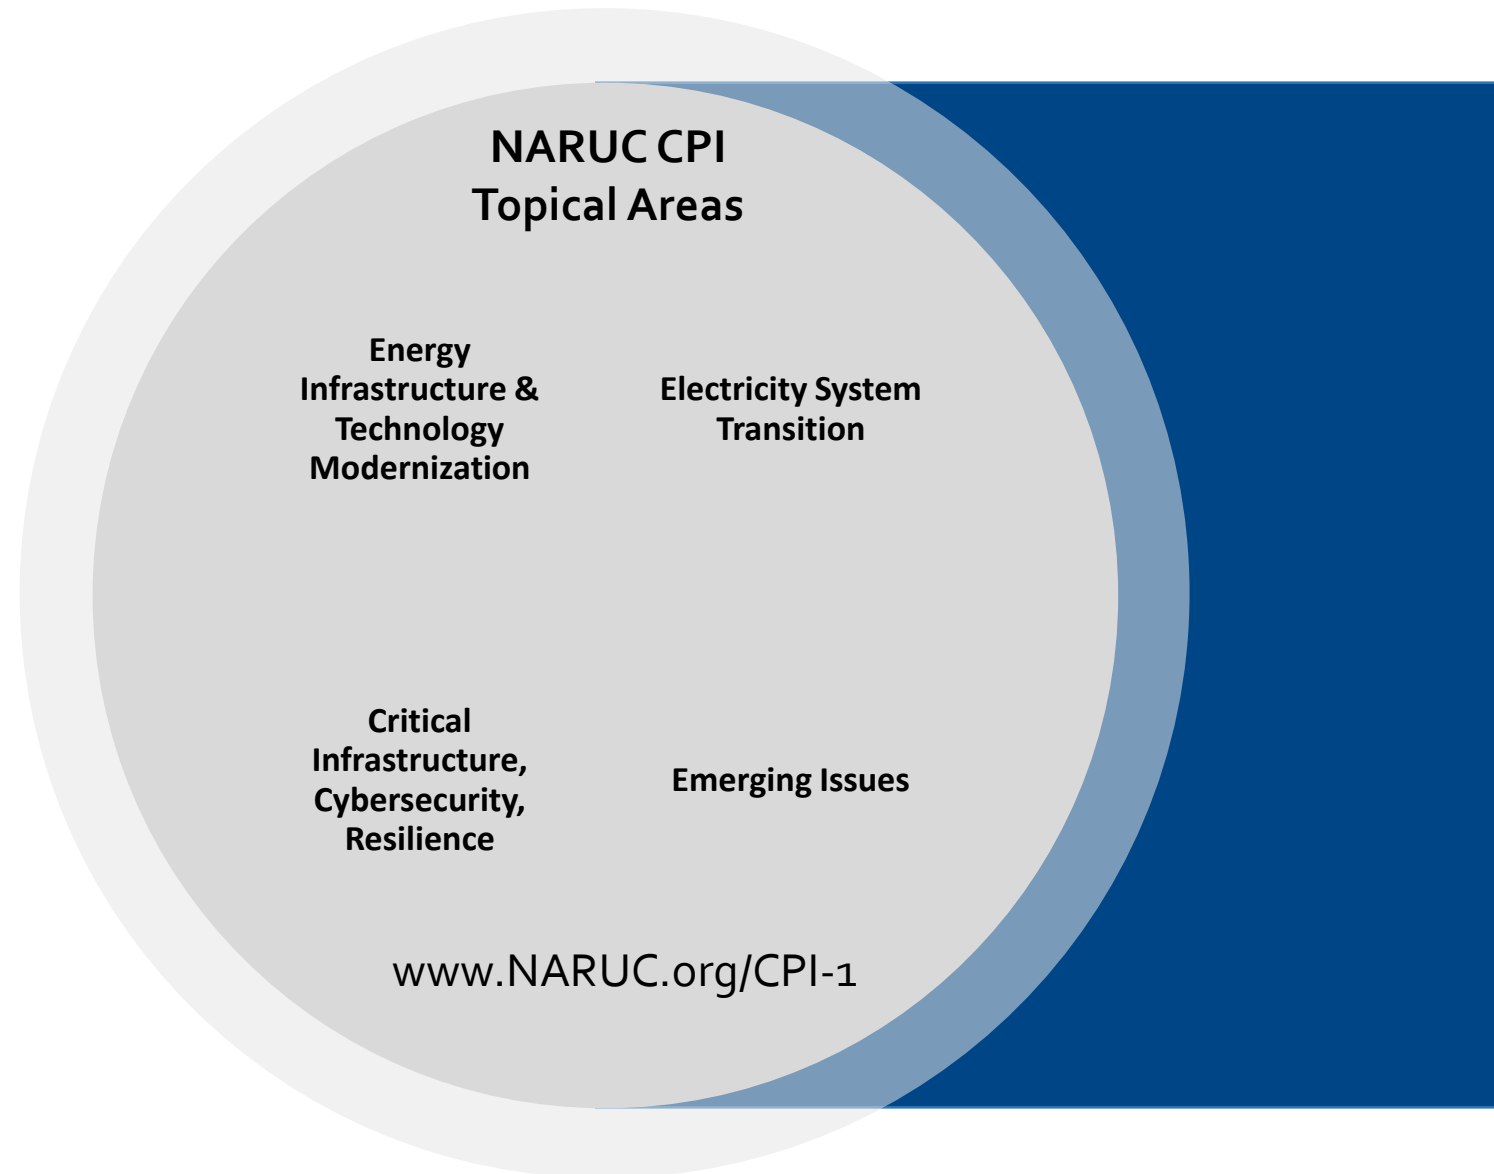 NARUC CPI
Topical Areas
Energy
Infrastructure &
Technology
Modernization
Electricity System
Transition
Critical
Infrastructure,
Cybersecurity,
Resilience
Emerging Issues
www.NARUC.org/CPI-1